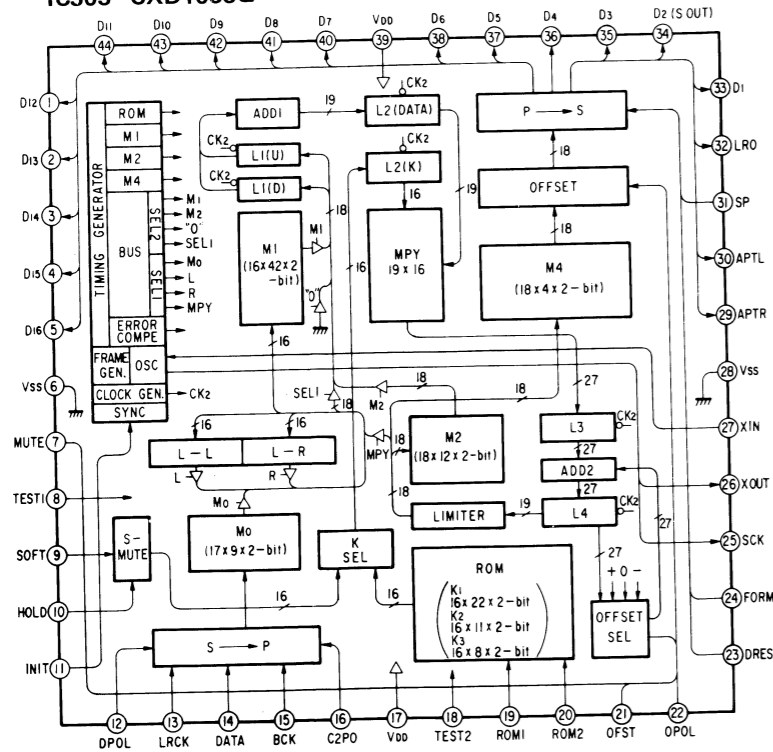 D11 D10 D9 D8 D7 VDD D6 D5 D4 D3 D2 (S OUT)
44 43 42 41 40 39 38 37 36 35 34
D12 1
D13 2
D14 3
D15 4
D16 5
VSS 6
MUTE 7
TEST1 8
SOFT 9
HOLD 10
INIT 11
TIMING GENERATOR
ROM
M1
M2
M4
BUS
SEL2
SEL1
M1
M2
"O"
SEL1
M0
L
R
MPY
ERROR COMPE
FRAME GEN.
OSC
CLOCK GEN.
CK2
SYNC
ADD1
19
CK2
L1(U)
CK2
L1(D)
18
M1
(16×42×2
-bit)
M1
"O"
16
16
CK2
L2(DATA)
CK2
L2(K)
16
19
MPY
19×16
P → S
18
OFFSET
18
M4
(18×4×2-bit)
33 D1
32 LRO
31 SP
30 APTL
29 APTR
28 VSS
27 XIN
26 XOUT
25 SCK
24 FORM
23 DRES
SEL1
18
M2
18
18
27
16
16
L–L
L–R
L
R
MPY
18
M2
(18×12×2-bit)
18
L3
CK2
27
ADD2
27
L4
CK2
19
LIMITER
27
27
M0
M0
(17×9×2-bit)
S-
MUTE
K
SEL
16
16
ROM
K1
16×22×2-bit
K2
16×11×2-bit
K3
16×8×2-bit
+ O −
OFFSET
SEL
S → P
12 13 14 15 16 17 18 19 20 21 22
DPOL LRCK DATA BCK C2PO VDD TEST2 ROM1 ROM2 OFST OPOL